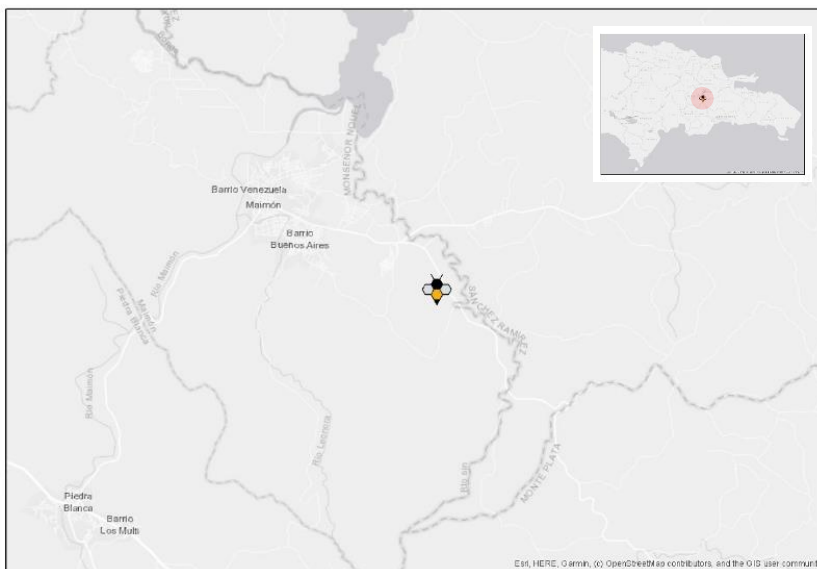 MONSEÑOR NOUEL
Barrio Venezuela
Maimón
Barrio
Buenos Aires
Río Maimón
Maimón
Piedra Blanca
SÁNCHEZ RAMÍREZ
Río Maimón
Río Leonora
MONTE PLATA
Piedra
Blanca
Barrio
Los Multi
Esri, HERE, Garmin, (c) OpenStreetMap contributors, and the GIS user communit